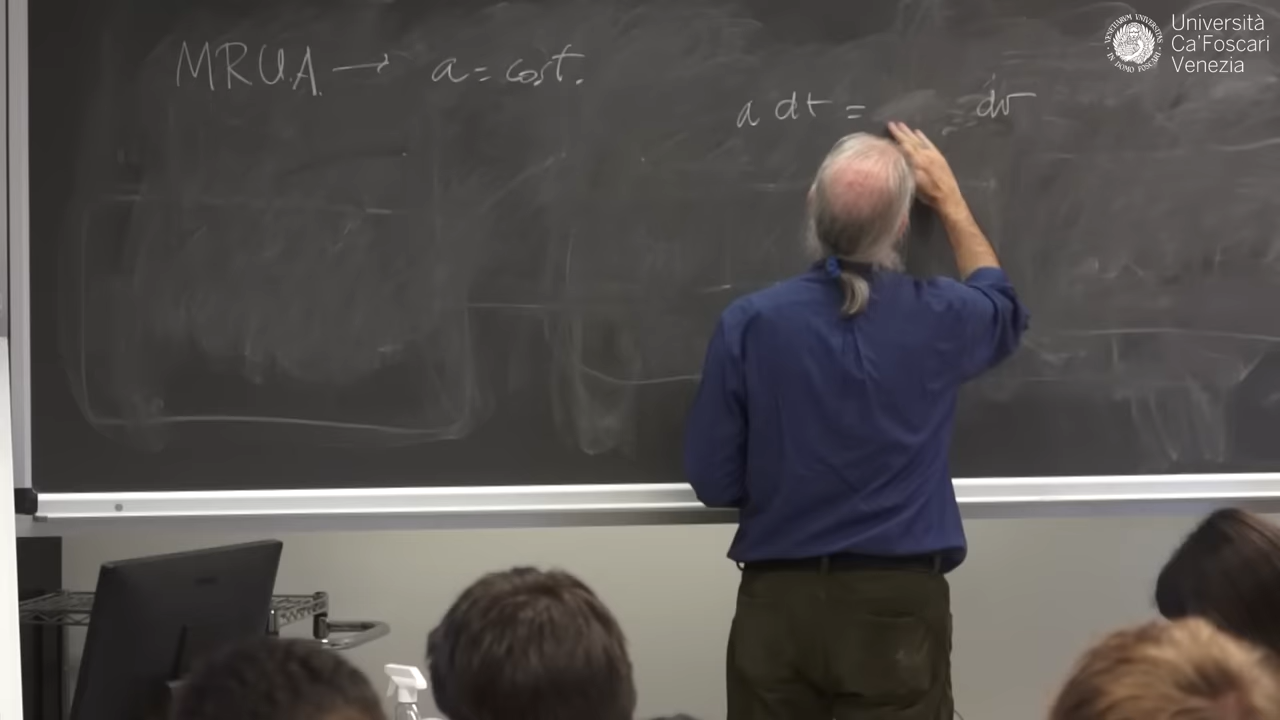 MRUA → a = cost.
a dt = = dv
Università
Ca'Foscari
Venezia